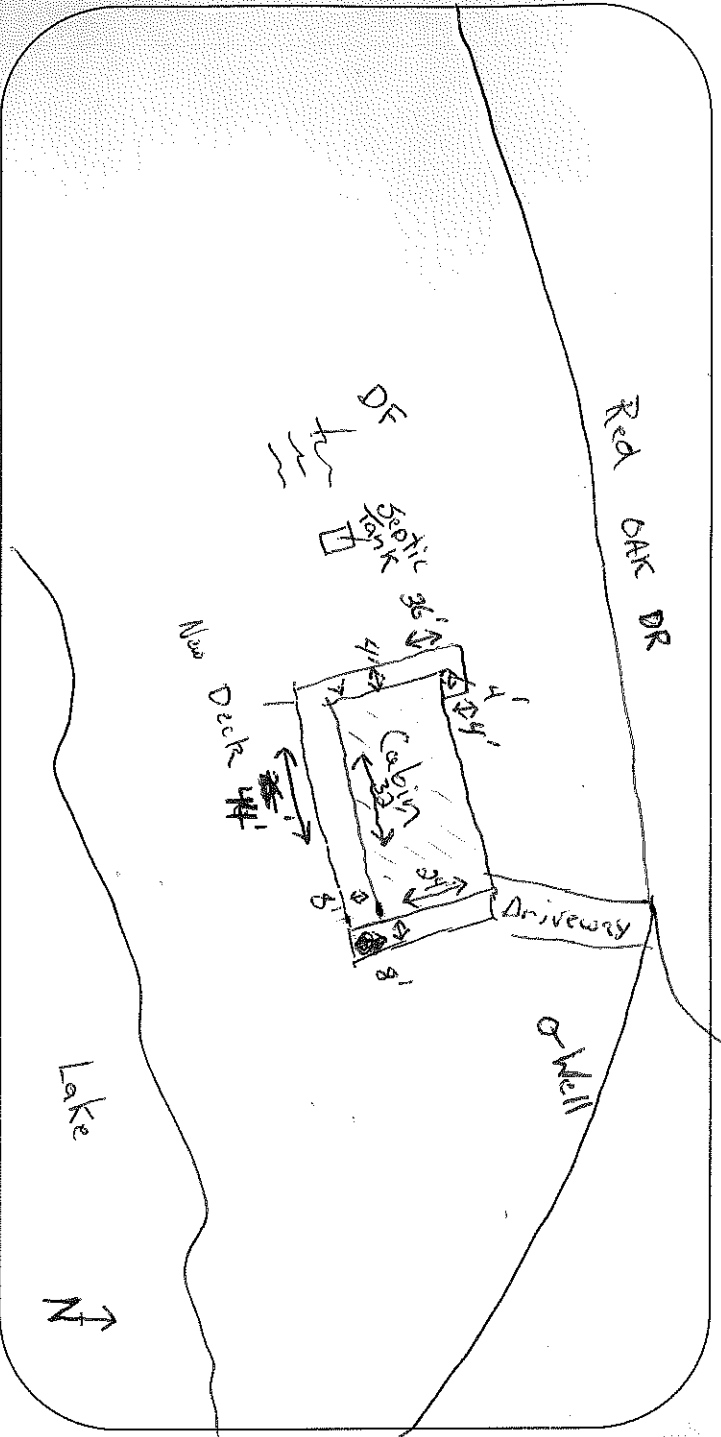 Red OAK DR
DF
Septic
Tank
36'
4'
4'
4'
Cabin
32'
24'
Driveway
New Deck
44'
8'
8'
Well
Lake
N